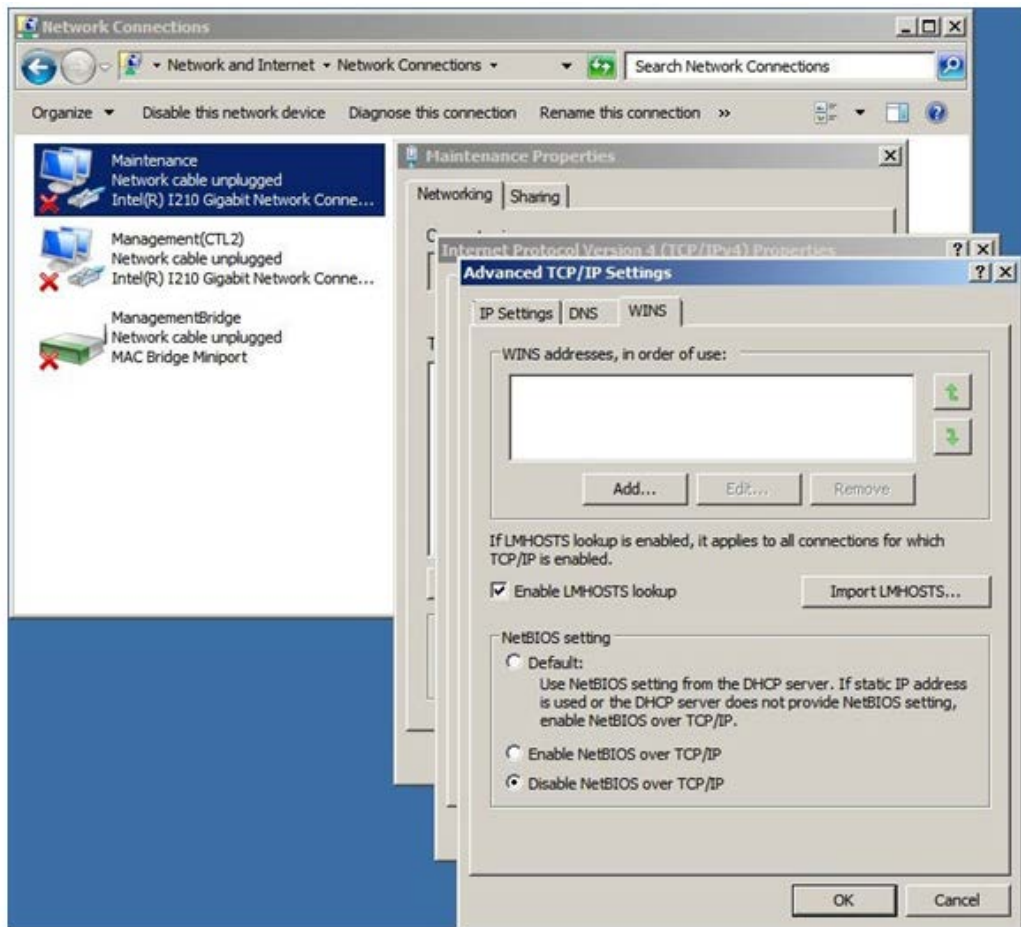 Network Connections
Network and Internet Network Connections
Search Network Connections
Organize
Disable this network device
Diagnose this connection
Rename this connection »
Maintenance
Network cable unplugged
Intel(R) I210 Gigabit Network Conne...
Management(CTL2)
Network cable unplugged
Intel(R) I210 Gigabit Network Conne...
ManagementBridge
Network cable unplugged
MAC Bridge Miniport
Maintenance Properties
Networking
Sharing
Internet Protocol Version 4 (TCP/IPv4) Properties
Advanced TCP/IP Settings
IP Settings
DNS
WINS
WINS addresses, in order of use:
Add...
Edit...
Remove
If LMHOSTS lookup is enabled, it applies to all connections for which
TCP/IP is enabled.
Enable LMHOSTS lookup
Import LMHOSTS...
NetBIOS setting
Default:
Use NetBIOS setting from the DHCP server. If static IP address
is used or the DHCP server does not provide NetBIOS setting,
enable NetBIOS over TCP/IP.
Enable NetBIOS over TCP/IP
Disable NetBIOS over TCP/IP
OK
Cancel